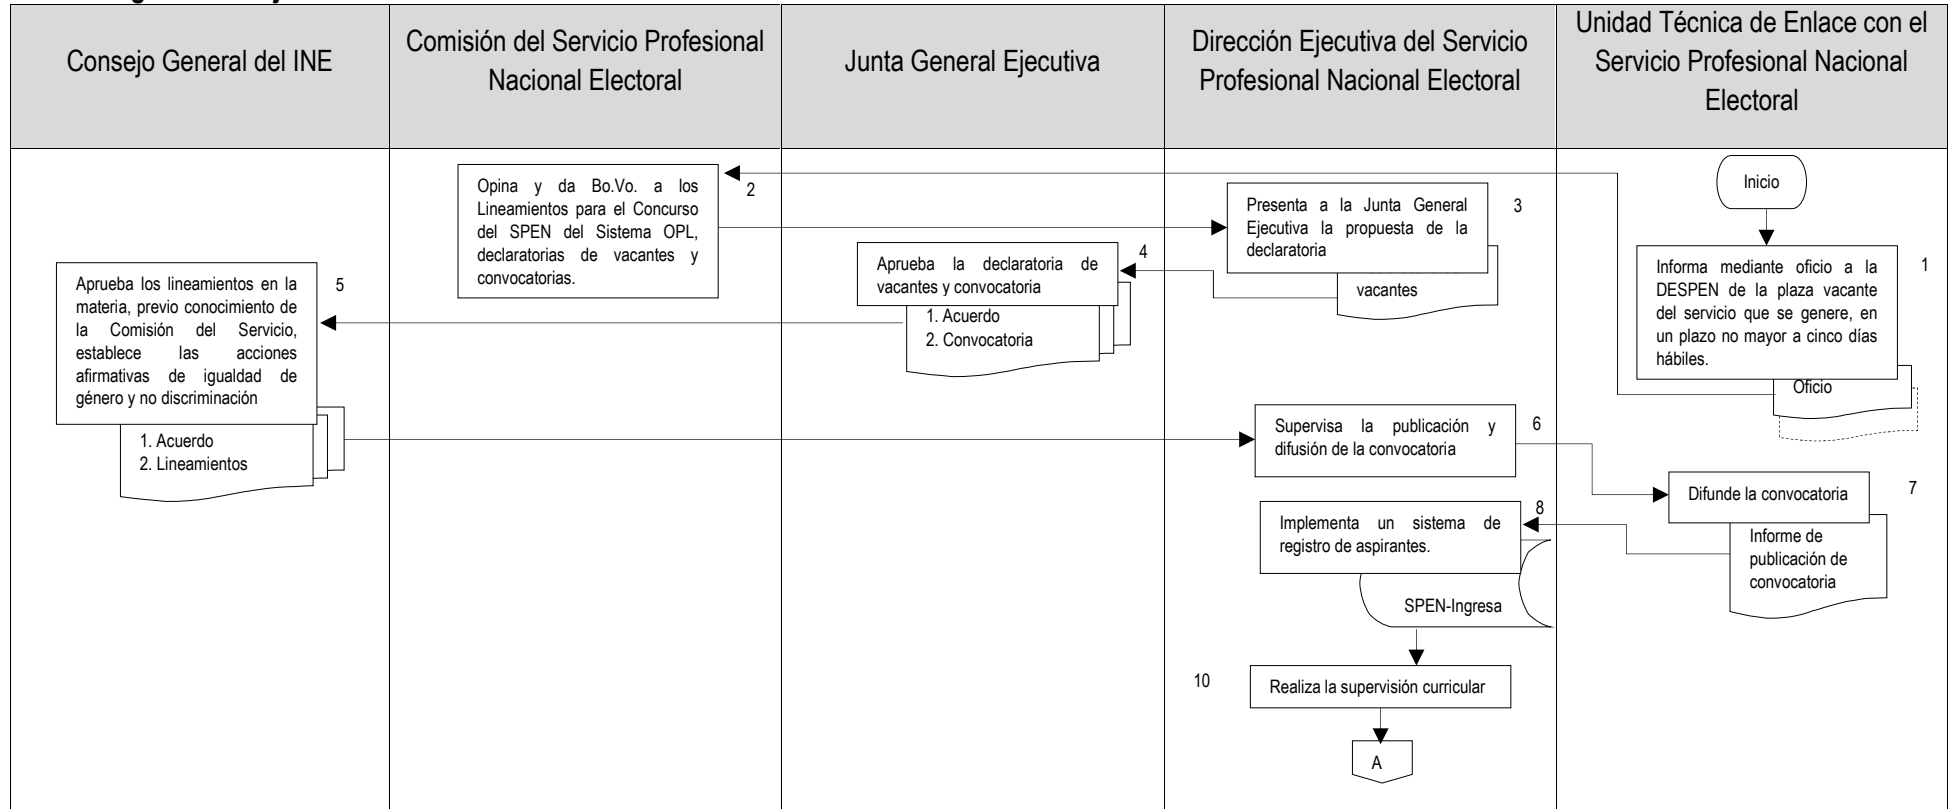 Consejo General del INE
Comisión del Servicio Profesional
Nacional Electoral
Junta General Ejecutiva
Dirección Ejecutiva del Servicio
Profesional Nacional Electoral
Unidad Técnica de Enlace con el
Servicio Profesional Nacional
Electoral
Inicio
1
Informa mediante oficio a la
DESPEN de la plaza vacante
del servicio que se genere, en
un plazo no mayor a cinco días
hábiles.
Oficio
2
Opina y da Bo.Vo. a los
Lineamientos para el Concurso
del SPEN del Sistema OPL,
declaratorias de vacantes y
convocatorias.
3
Presenta a la Junta General
Ejecutiva la propuesta de la
declaratoria
vacantes
4
Aprueba la declaratoria de
vacantes y convocatoria
1. Acuerdo
2. Convocatoria
5
Aprueba los lineamientos en la
materia, previo conocimiento de
la Comisión del Servicio,
establece las acciones
afirmativas de igualdad de
género y no discriminación
1. Acuerdo
2. Lineamientos
6
Supervisa la publicación y
difusión de la convocatoria
7
Difunde la convocatoria
Informe de
publicación de
convocatoria
8
Implementa un sistema de
registro de aspirantes.
SPEN-Ingresa
10
Realiza la supervisión curricular
A